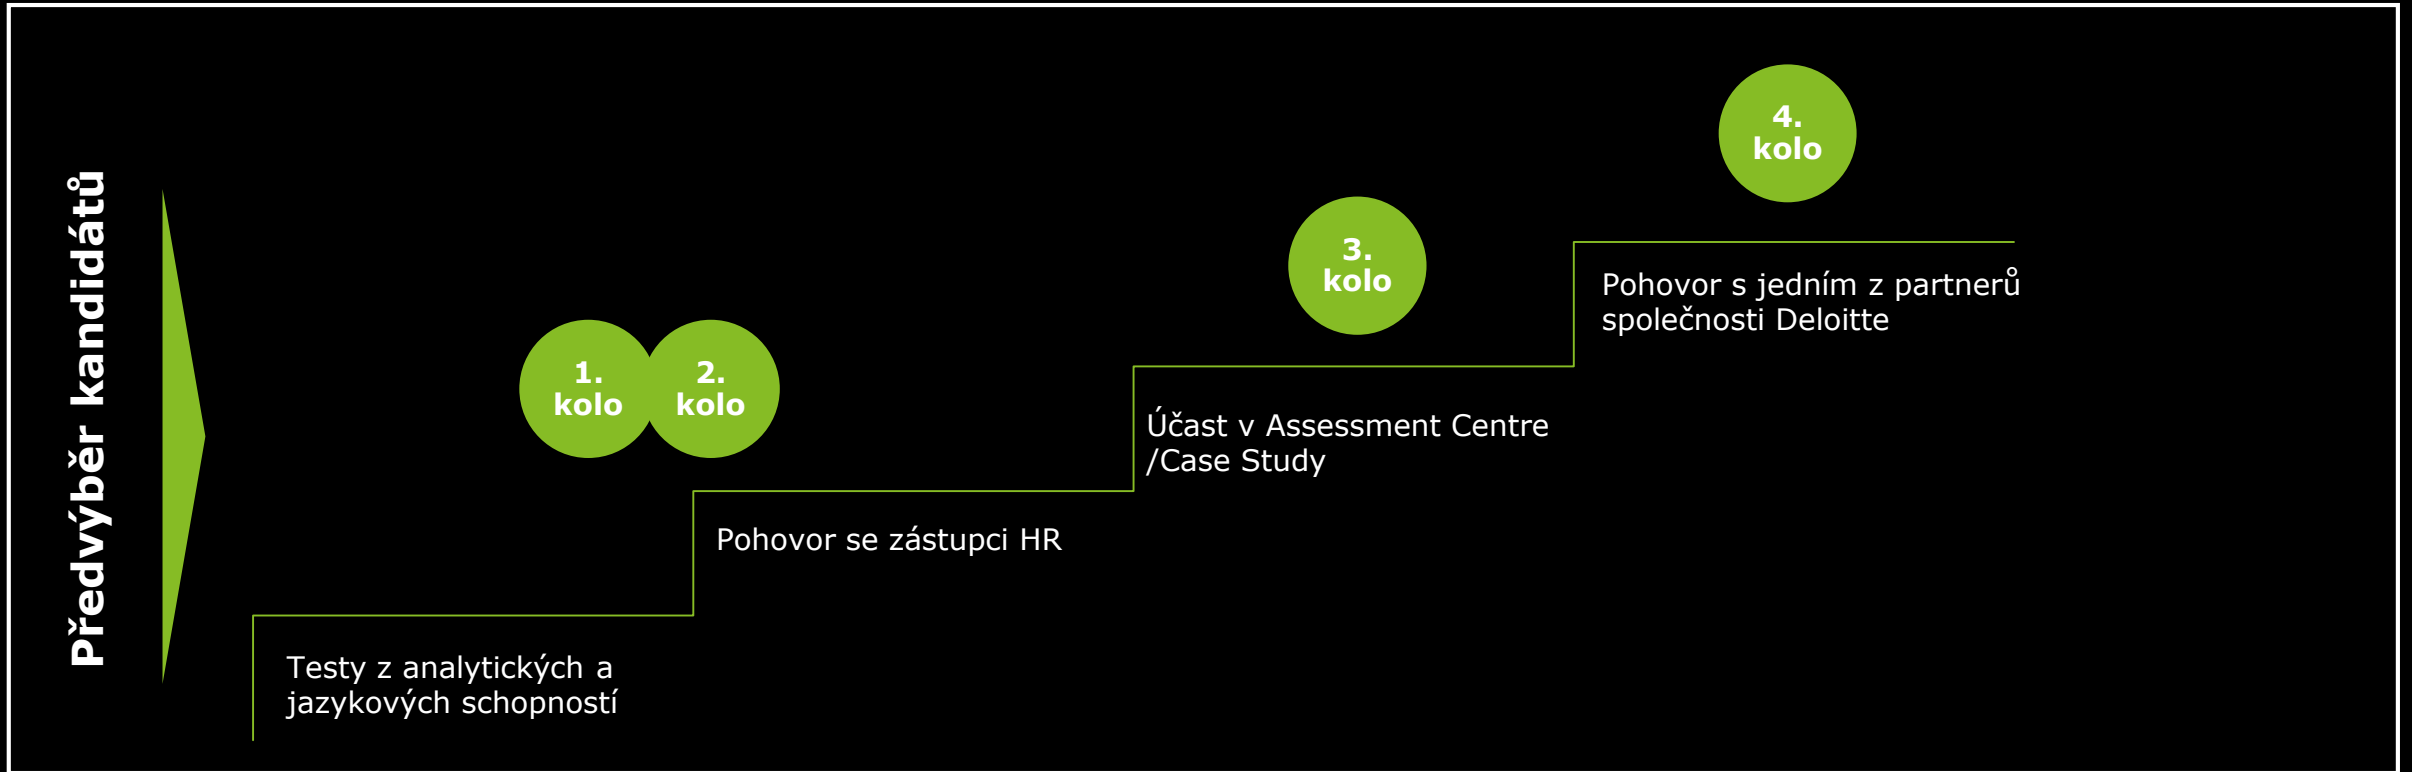 Předvýběr kandidátů
1.
kolo
2.
kolo
3.
kolo
4.
kolo
Testy z analytických a
jazykových schopností
Pohovor se zástupci HR
Účast v Assessment Centre
/Case Study
Pohovor s jedním z partnerů
společnosti Deloitte